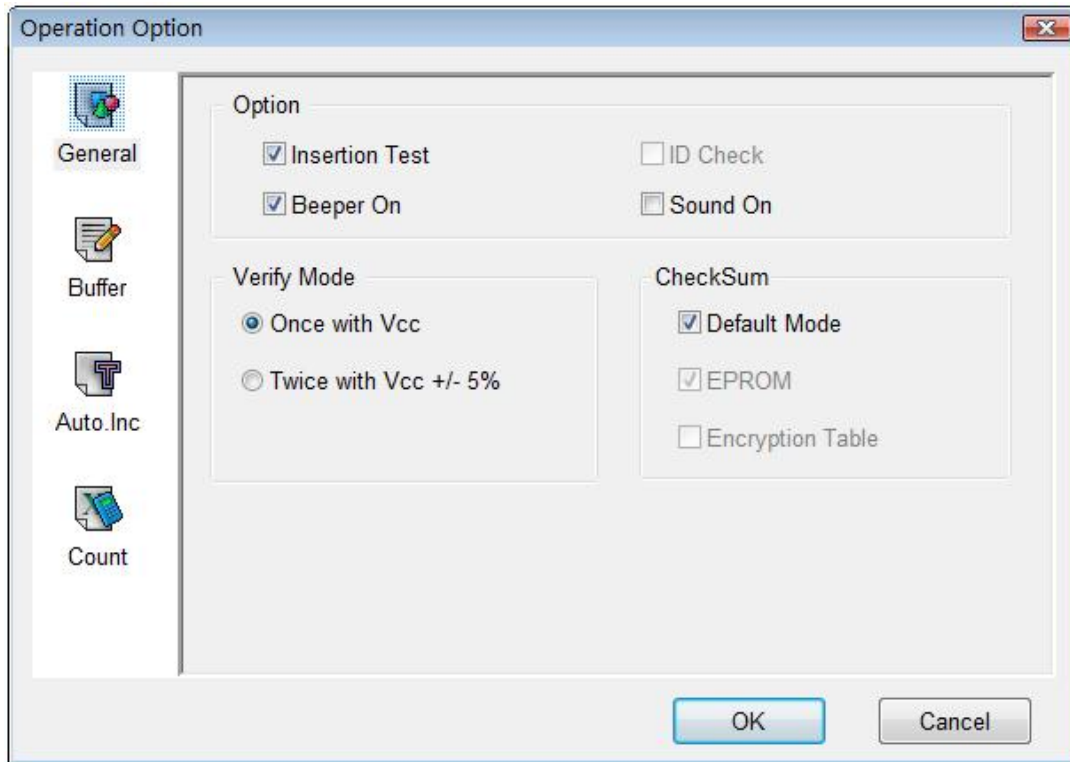 Operation Option
General
Buffer
Auto.Inc
Count
Option
Insertion Test
ID Check
Beeper On
Sound On
Verify Mode
Once with Vcc
Twice with Vcc +/- 5%
CheckSum
Default Mode
EPROM
Encryption Table
OK
Cancel